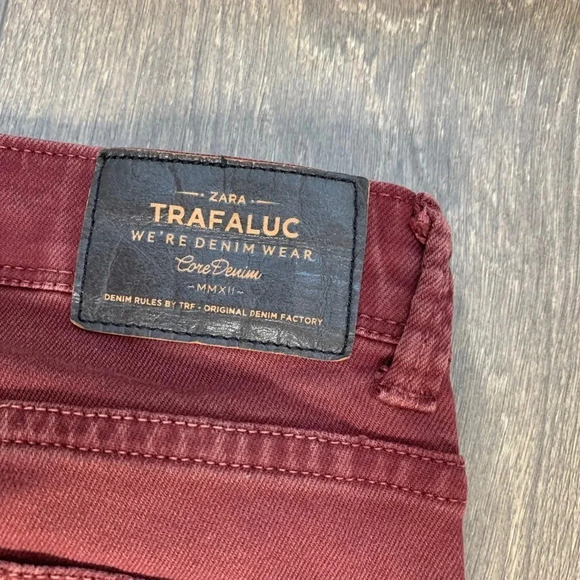 ZARA
TRAFALUC
WE'RE DENIM WEAR
Core Denim
~MMXII~
DENIM RULES BY TRF - ORIGINAL DENIM FACTORY